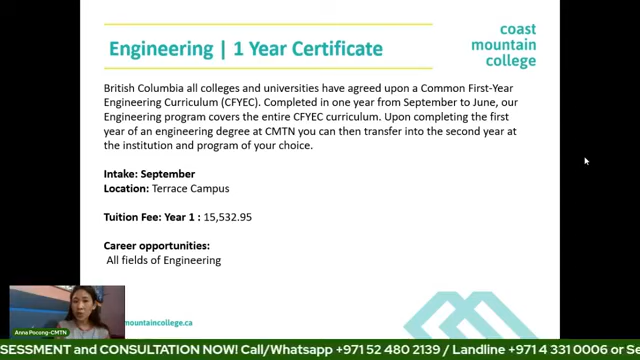 coast
mountain
college
Engineering | 1 Year Certificate
British Columbia all colleges and universities have agreed upon a Common First-Year
Engineering Curriculum (CFYEC). Completed in one year from September to June, our
Engineering program covers the entire CFYEC curriculum. Upon completing the first
year of an engineering degree at CMTN you can then transfer into the second year at
the institution and program of your choice.
Intake: September
Location: Terrace Campus
Tuition Fee: Year 1 : 15,532.95
Career opportunities:
All fields of Engineering
Anna Pocong-CMTN
mountaincollege.ca
SESSMENT and CONSULTATION NOW! Call/Whatsapp +971 52 480 2139 / Landline +971 4 331 0006 or Se